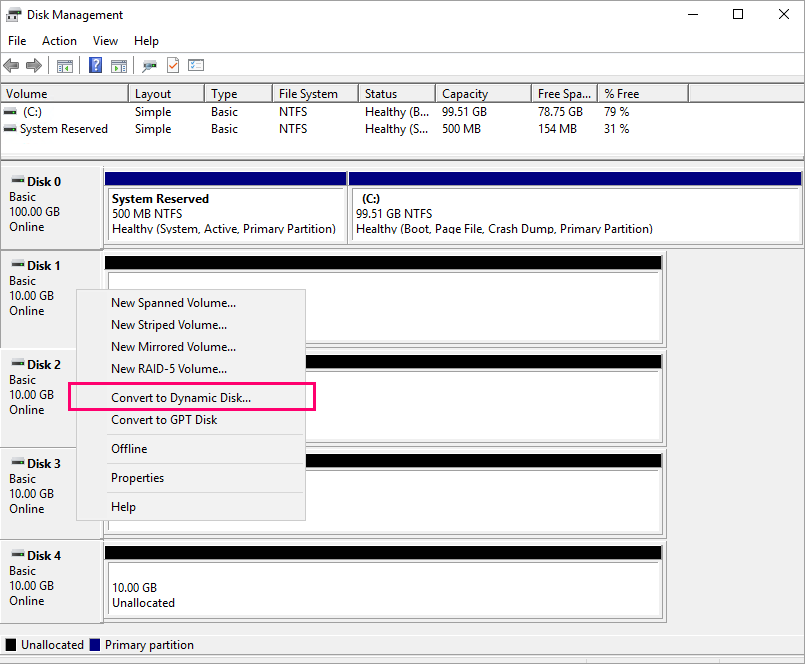 Disk Management
File Action View Help
Volume Layout Type File System Status Capacity Free Spa... % Free
(C:) Simple Basic NTFS Healthy (B... 99.51 GB 78.75 GB 79 %
System Reserved Simple Basic NTFS Healthy (S... 500 MB 154 MB 31 %
Disk 0
Basic
100.00 GB
Online
System Reserved
500 MB NTFS
Healthy (System, Active, Primary Partition)
(C:)
99.51 GB NTFS
Healthy (Boot, Page File, Crash Dump, Primary Partition)
Disk 1
Basic
10.00 GB
Online
New Spanned Volume...
New Striped Volume...
New Mirrored Volume...
New RAID-5 Volume...
Convert to Dynamic Disk...
Convert to GPT Disk
Offline
Properties
Help
Disk 2
Basic
10.00 GB
Online
Disk 3
Basic
10.00 GB
Online
Disk 4
Basic
10.00 GB
Online
10.00 GB
Unallocated
Unallocated Primary partition